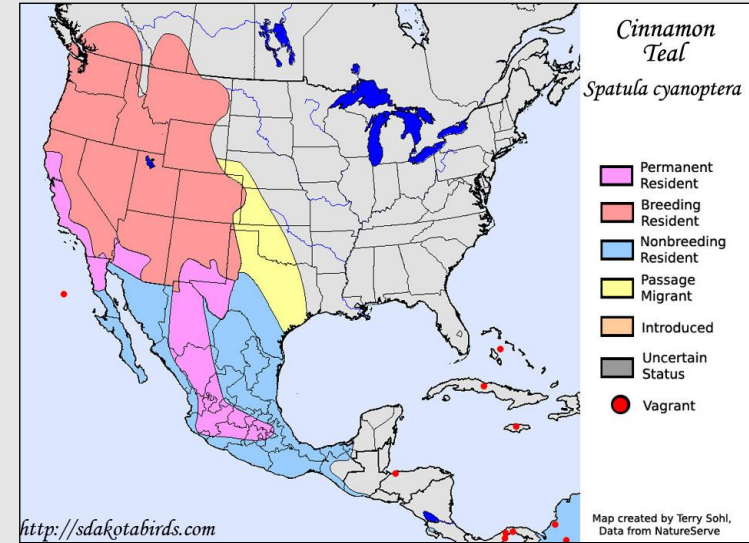 Cinnamon
Teal
Spatula cyanoptera
Permanent
Resident
Breeding
Resident
Nonbreeding
Resident
Passage
Migrant
Introduced
Uncertain
Status
Vagrant
http://sdakotabirds.com
Map created by Terry Sohl,
Data from NatureServe